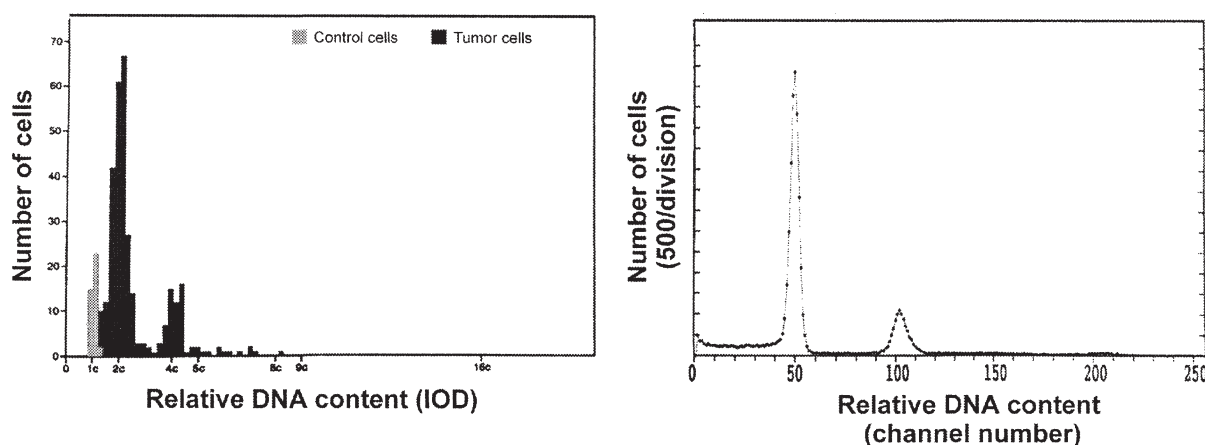 Control cells
Tumor cells
Number of cells
70
60
50
40
30
20
10
0
0 1c 2c 4c 5c 8c 9c 16c
Relative DNA content (IOD)
Number of cells
(500/division)
0 50 100 150 200 250
Relative DNA content
(channel number)